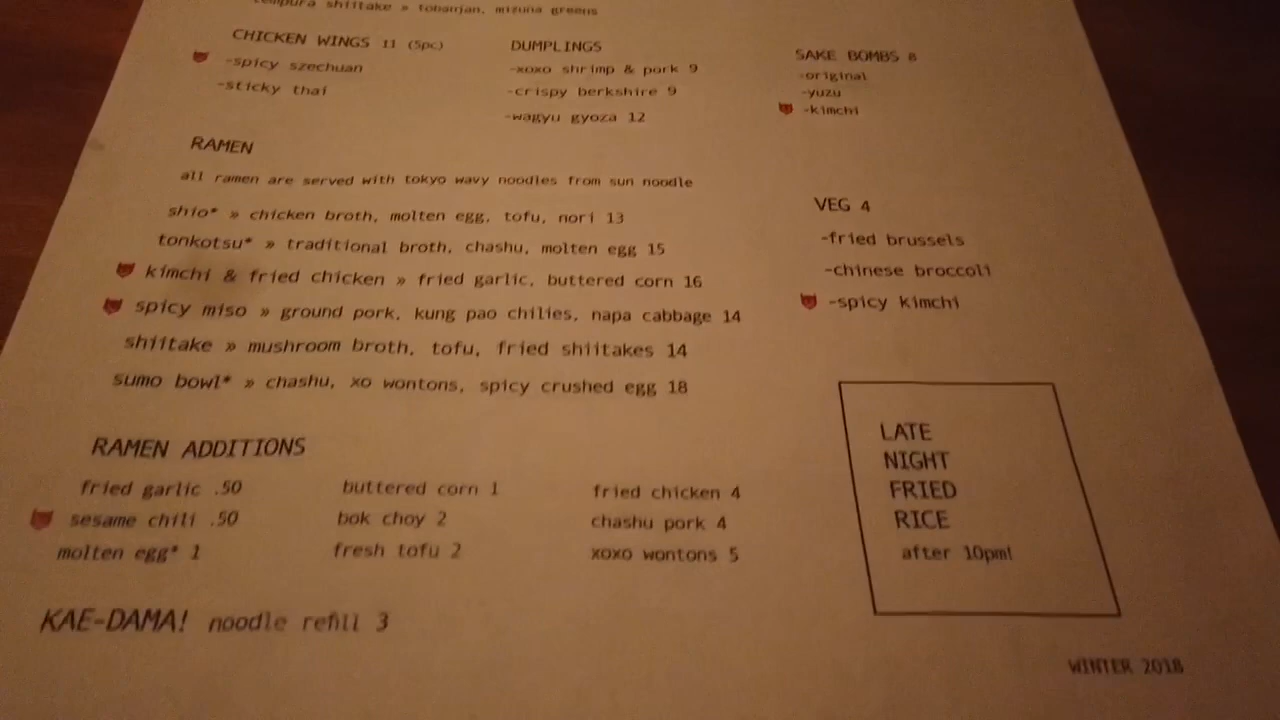 tempura shiitake » tobanjan, mizuna greens
CHICKEN WINGS 11 (5pc)
-spicy szechuan
-sticky thai
DUMPLINGS
-xoxo shrimp & pork 9
-crispy berkshire 9
-wagyu gyoza 12
SAKE BOMBS 8
-original
-yuzu
-kimchi
RAMEN
all ramen are served with tokyo wavy noodles from sun noodle
shio* » chicken broth, molten egg, tofu, nori 13
tonkotsu* » traditional broth, chashu, molten egg 15
kimchi & fried chicken » fried garlic, buttered corn 16
spicy miso » ground pork, kung pao chilies, napa cabbage 14
shiitake » mushroom broth, tofu, fried shiitakes 14
sumo bowl* » chashu, xo wontons, spicy crushed egg 18
VEG 4
-fried brussels
-chinese broccoli
-spicy kimchi
RAMEN ADDITIONS
fried garlic .50
sesame chili .50
molten egg* 1
buttered corn 1
bok choy 2
fresh tofu 2
fried chicken 4
chashu pork 4
xoxo wontons 5
LATE
NIGHT
FRIED
RICE
after 10pm!
KAE-DAMA! noodle refill 3
WINTER 2018